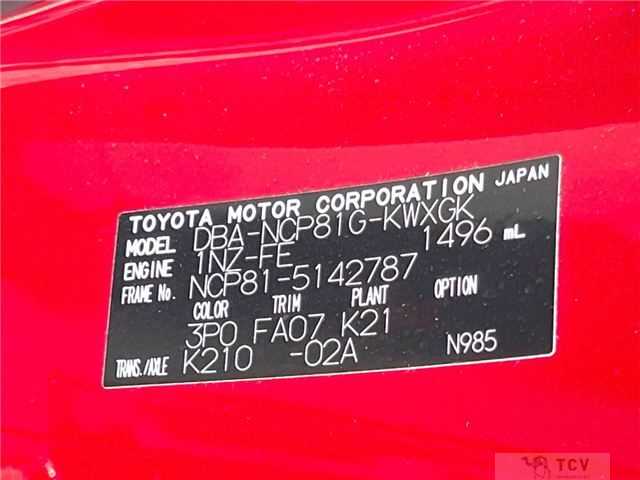 TOYOTA MOTOR CORPORATION JAPAN
MODEL DBA-NCP81G-KWXGK
ENGINE 1NZ-FE 1496 mL
FRAME No. NCP81-5142787
COLOR TRIM PLANT OPTION
3P0 FA07 K21
TRANS./AXLE K210 -02A N985
TCV